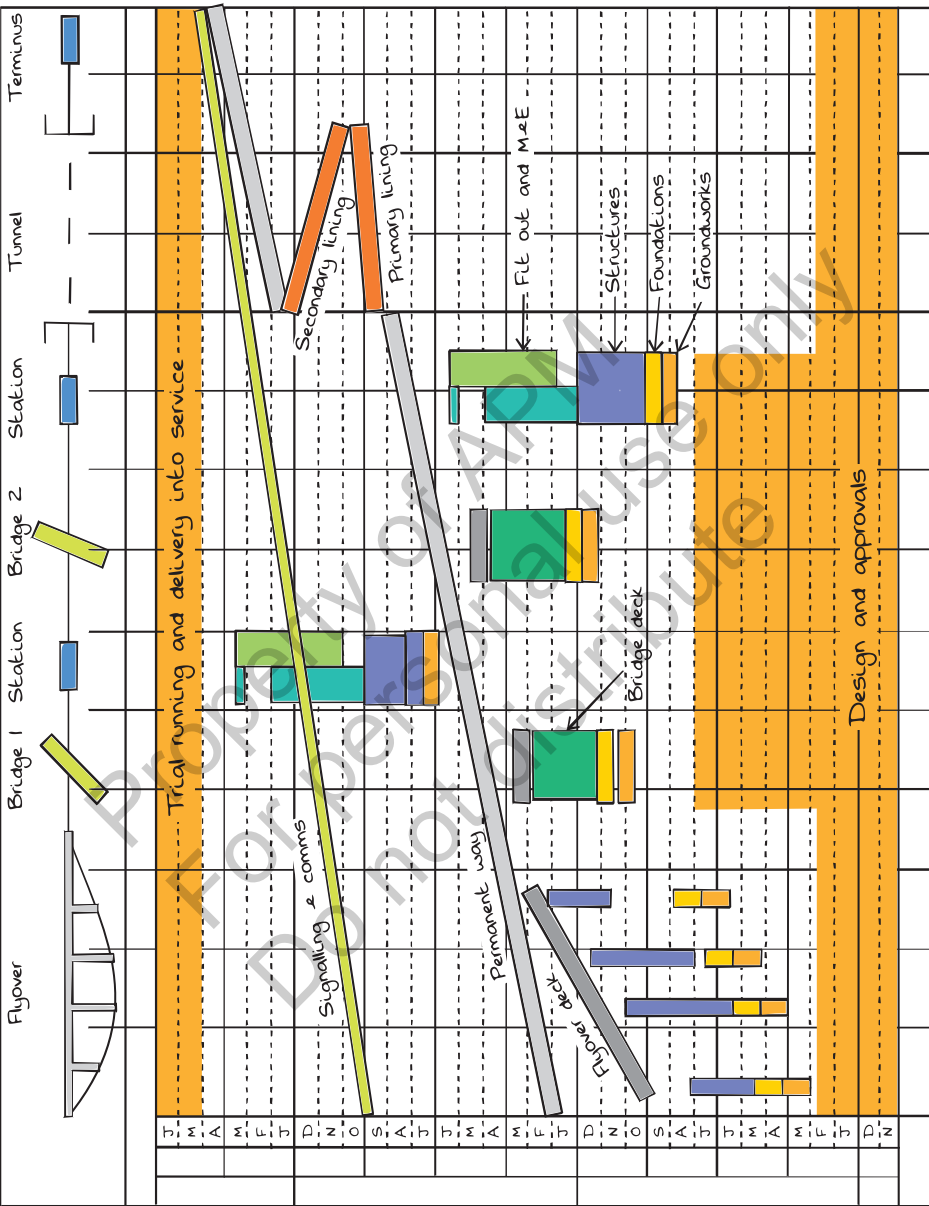 Terminus
Tunnel
Station
Bridge 2
Station
Bridge 1
Flyover
Trial running and delivery into service
Signalling & comms
Permanent way
Flyover deck
Secondary lining
Primary lining
Fit out and M&E
Structures
Foundations
Groundworks
Bridge deck
Design and approvals
J
M
A
M
F
J
D
N
O
S
A
J
J
M
A
M
F
J
D
N
O
S
A
J
J
M
A
M
F
J
D
N
Property of APM
For personal use only
Do not distribute